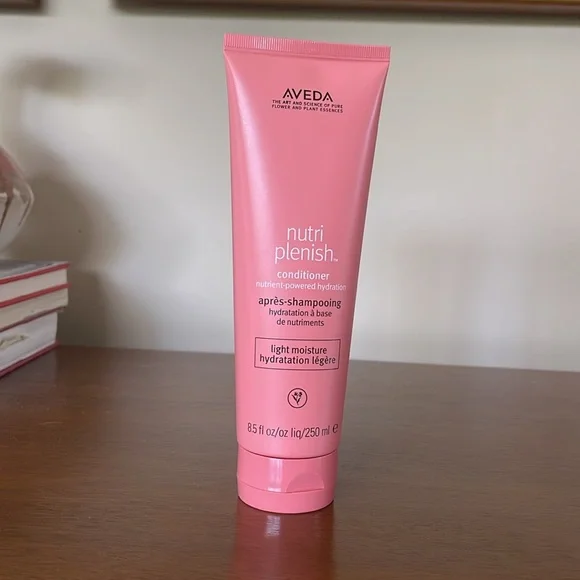 AVEDA
THE ART AND SCIENCE OF PURE
FLOWER AND PLANT ESSENCES
nutri
plenish™
conditioner
nutrient-powered hydration
après-shampooing
hydratation à base
de nutriments
light moisture
hydratation légère
8.5 fl oz/oz liq/250 ml ℮